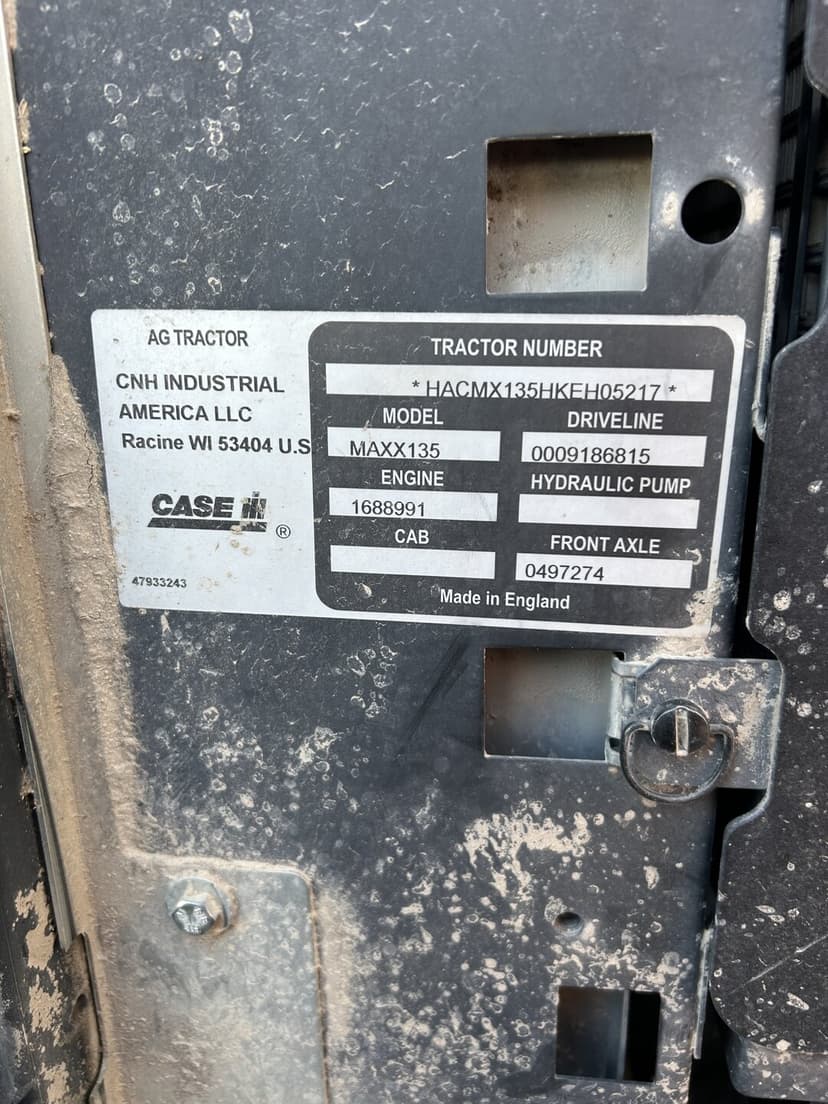 AG TRACTOR
CNH INDUSTRIAL
AMERICA LLC
Racine WI 53404 U.S
CASE IH ®
47933243
TRACTOR NUMBER
* HACMX135HKEH05217 *
MODEL DRIVELINE
MAXX135 0009186815
ENGINE HYDRAULIC PUMP
1688991
CAB FRONT AXLE
0497274
Made in England